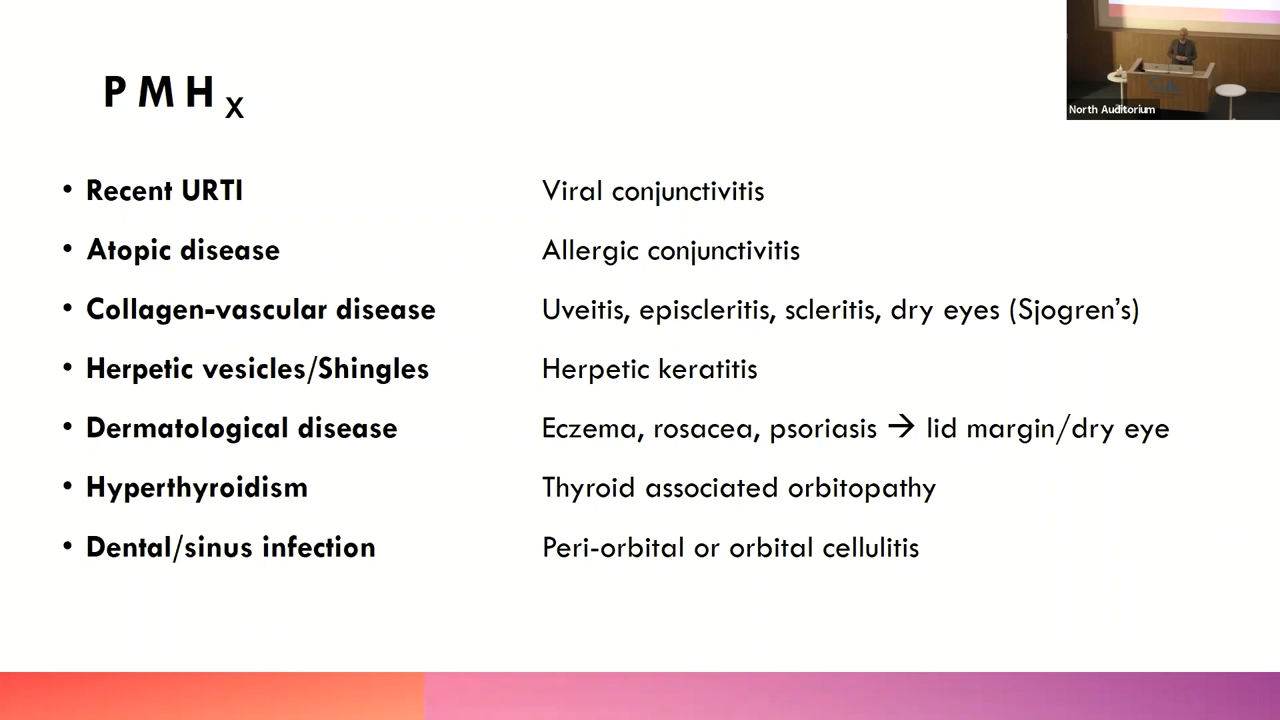 PMHx
• Recent URTI Viral conjunctivitis
• Atopic disease Allergic conjunctivitis
• Collagen-vascular disease Uveitis, episcleritis, scleritis, dry eyes (Sjogren's)
• Herpetic vesicles/Shingles Herpetic keratitis
• Dermatological disease Eczema, rosacea, psoriasis → lid margin/dry eye
• Hyperthyroidism Thyroid associated orbitopathy
• Dental/sinus infection Peri-orbital or orbital cellulitis
North Auditorium